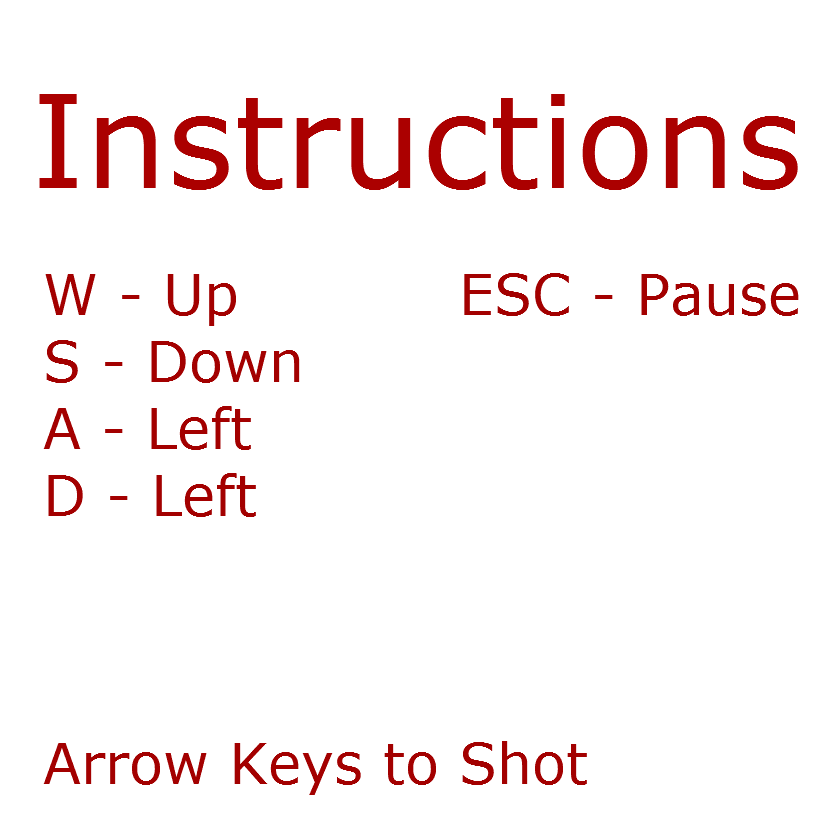 Instructions
W - Up
ESC - Pause
S - Down
A - Left
D - Left
Arrow Keys to Shot